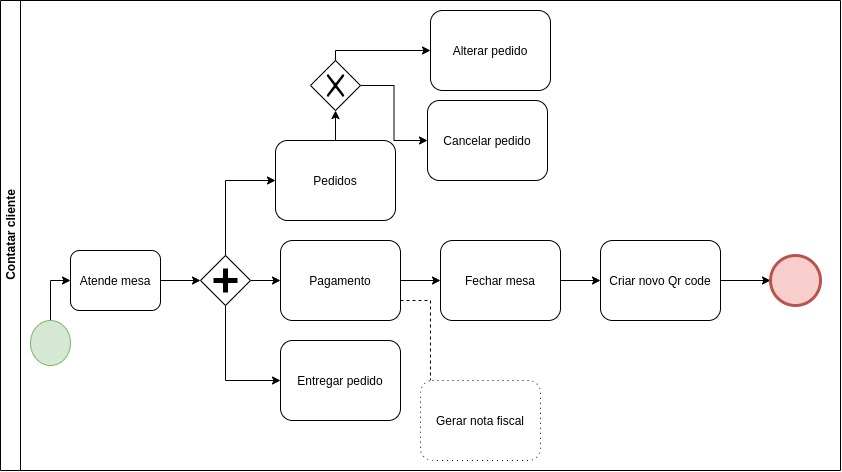 Contatar cliente
Alterar pedido
Cancelar pedido
Pedidos
Atende mesa
Pagamento
Fechar mesa
Criar novo Qr code
Entregar pedido
Gerar nota fiscal